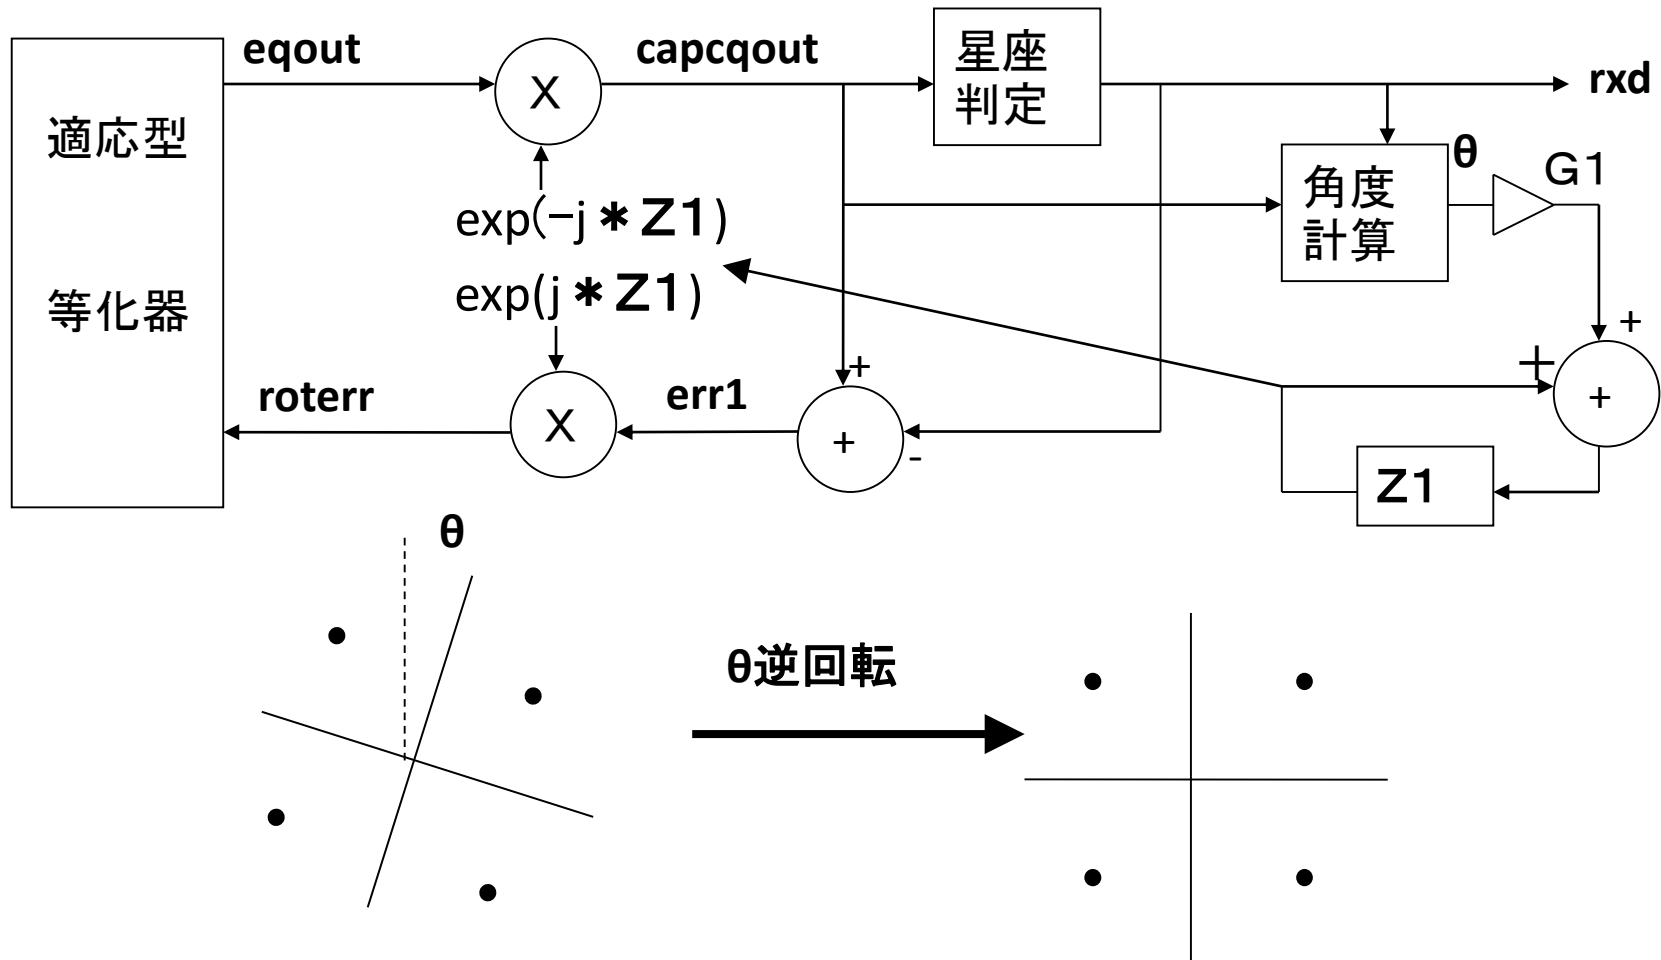 eqout
capcqout
星座
判定
rxd
X
適応型
等化器
exp(−j＊Z1)
exp(j＊Z1)
角度
計算
θ
G1
+
+
+
roterr
X
err1
+
+
-
Z1
θ
θ逆回転